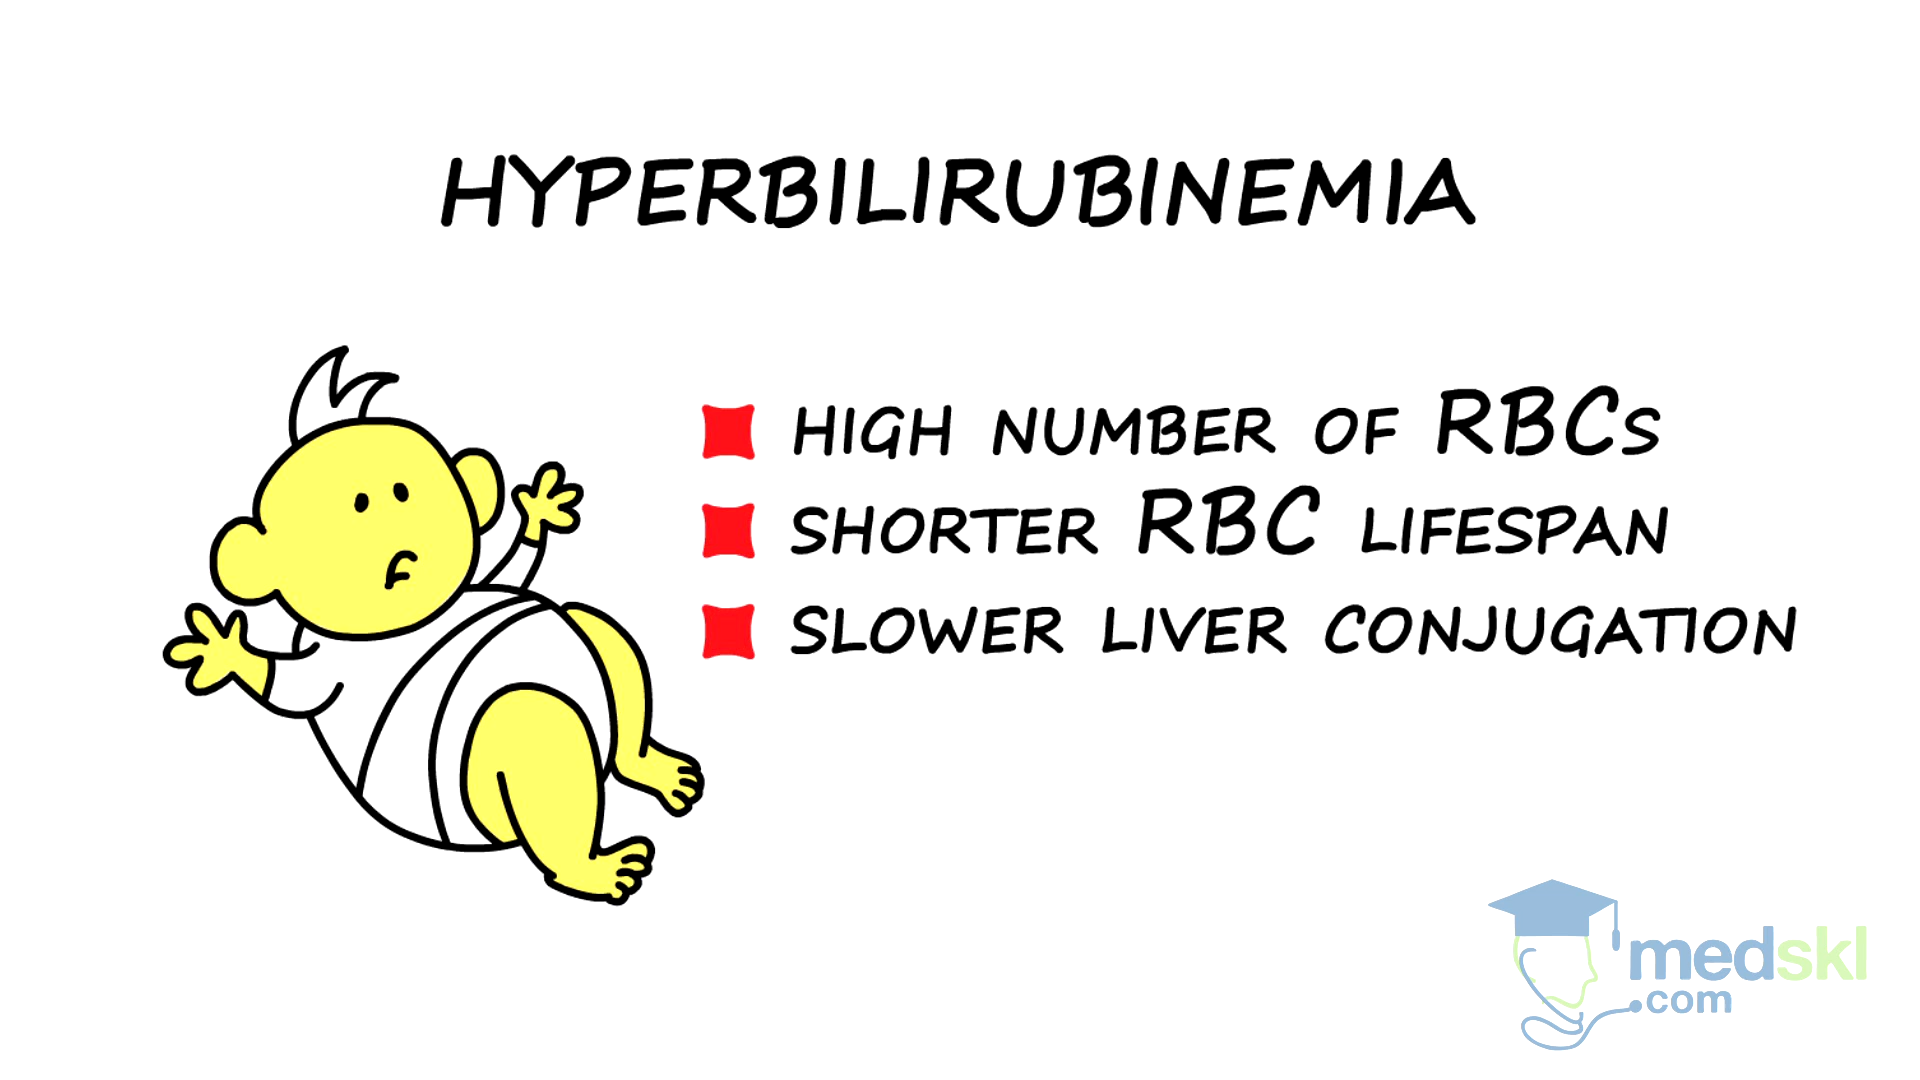 HYPERBILIRUBINEMIA
HIGH NUMBER OF RBCs
SHORTER RBC LIFESPAN
SLOWER LIVER CONJUGATION
medskl
.com